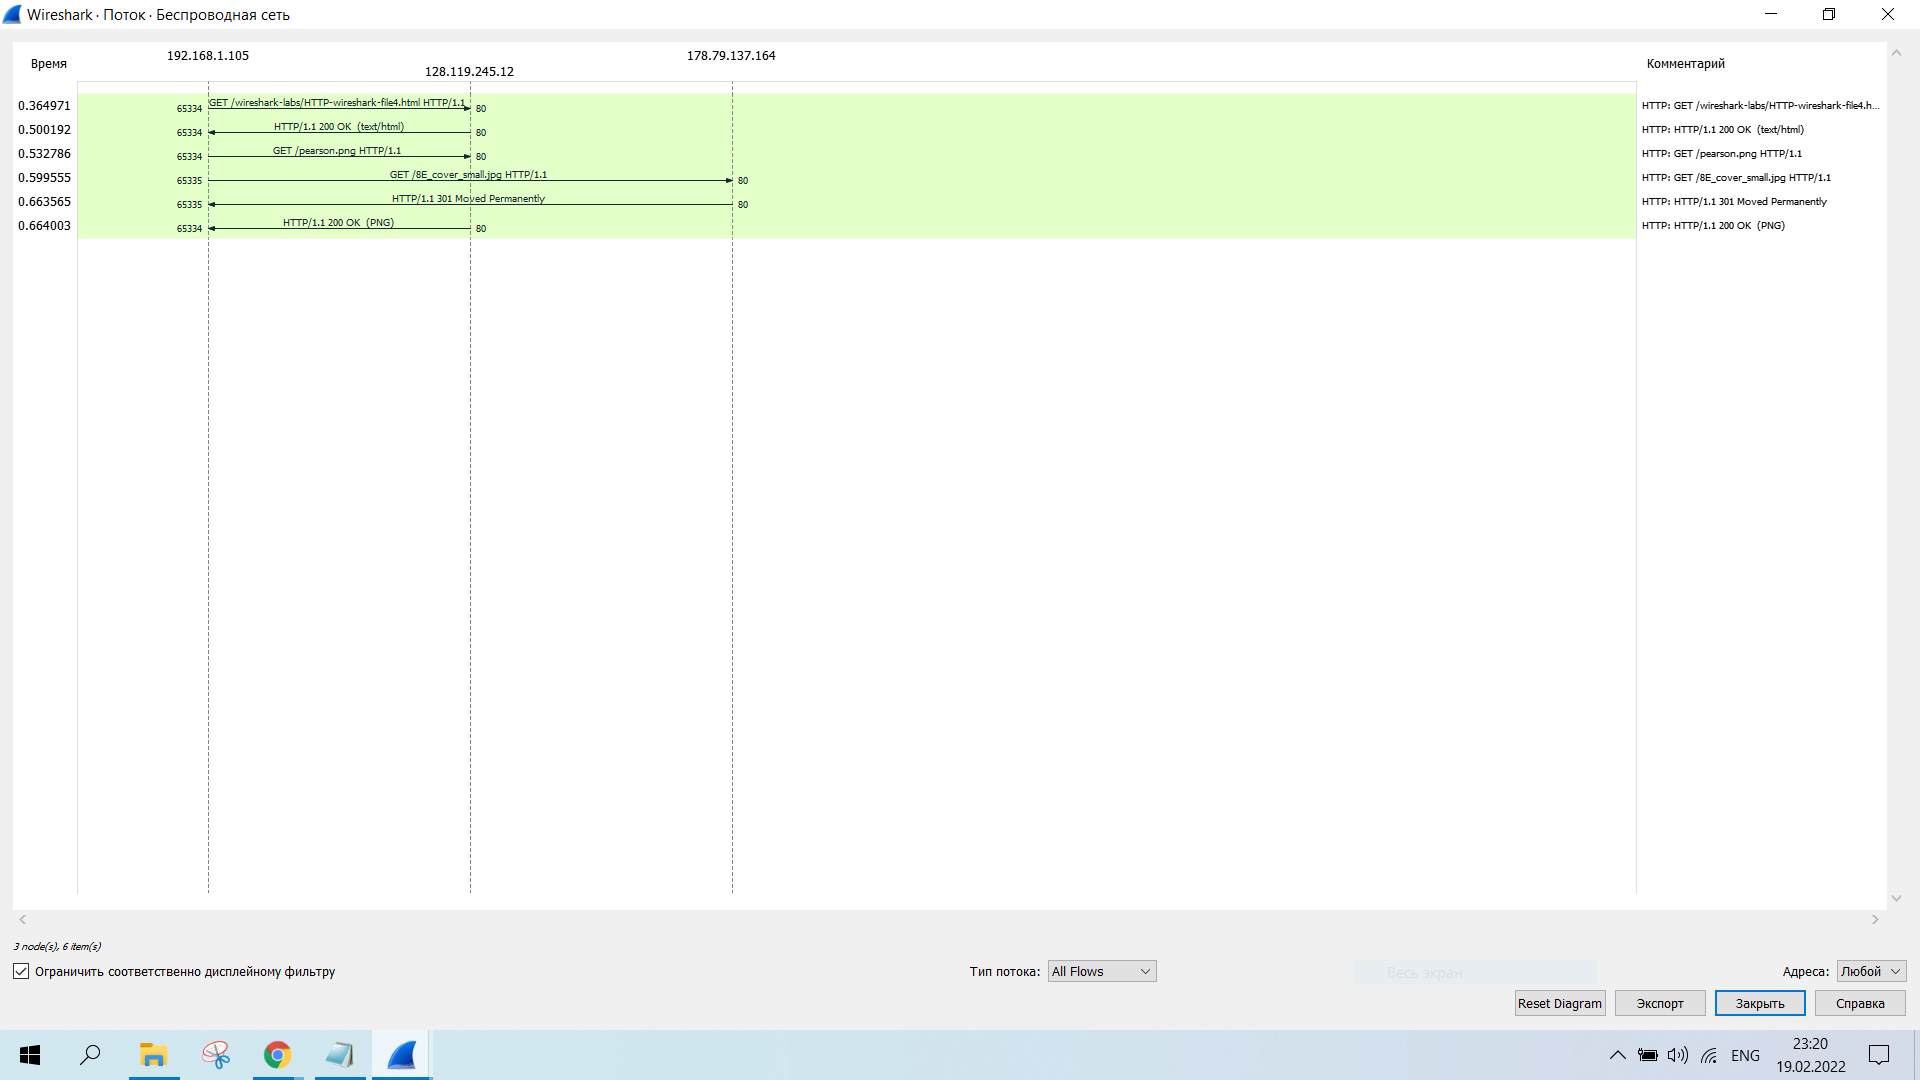 Wireshark · Поток · Беспроводная сеть
Время
192.168.1.105
128.119.245.12
178.79.137.164
Комментарий
0.364971 65334 GET /wireshark-labs/HTTP-wireshark-file4.html HTTP/1.1 80 HTTP: GET /wireshark-labs/HTTP-wireshark-file4.h...
0.500192 65334 HTTP/1.1 200 OK (text/html) 80 HTTP: HTTP/1.1 200 OK (text/html)
0.532786 65334 GET /pearson.png HTTP/1.1 80 HTTP: GET /pearson.png HTTP/1.1
0.599555 65335 GET /8E_cover_small.jpg HTTP/1.1 80 HTTP: GET /8E_cover_small.jpg HTTP/1.1
0.663565 65335 HTTP/1.1 301 Moved Permanently 80 HTTP: HTTP/1.1 301 Moved Permanently
0.664003 65334 HTTP/1.1 200 OK (PNG) 80 HTTP: HTTP/1.1 200 OK (PNG)
3 node(s), 6 item(s)
Ограничить соответственно дисплейному фильтру
Тип потока: All Flows
Весь экран
Адреса: Любой
Reset Diagram Экспорт Закрыть Справка
ENG
23:20
19.02.2022